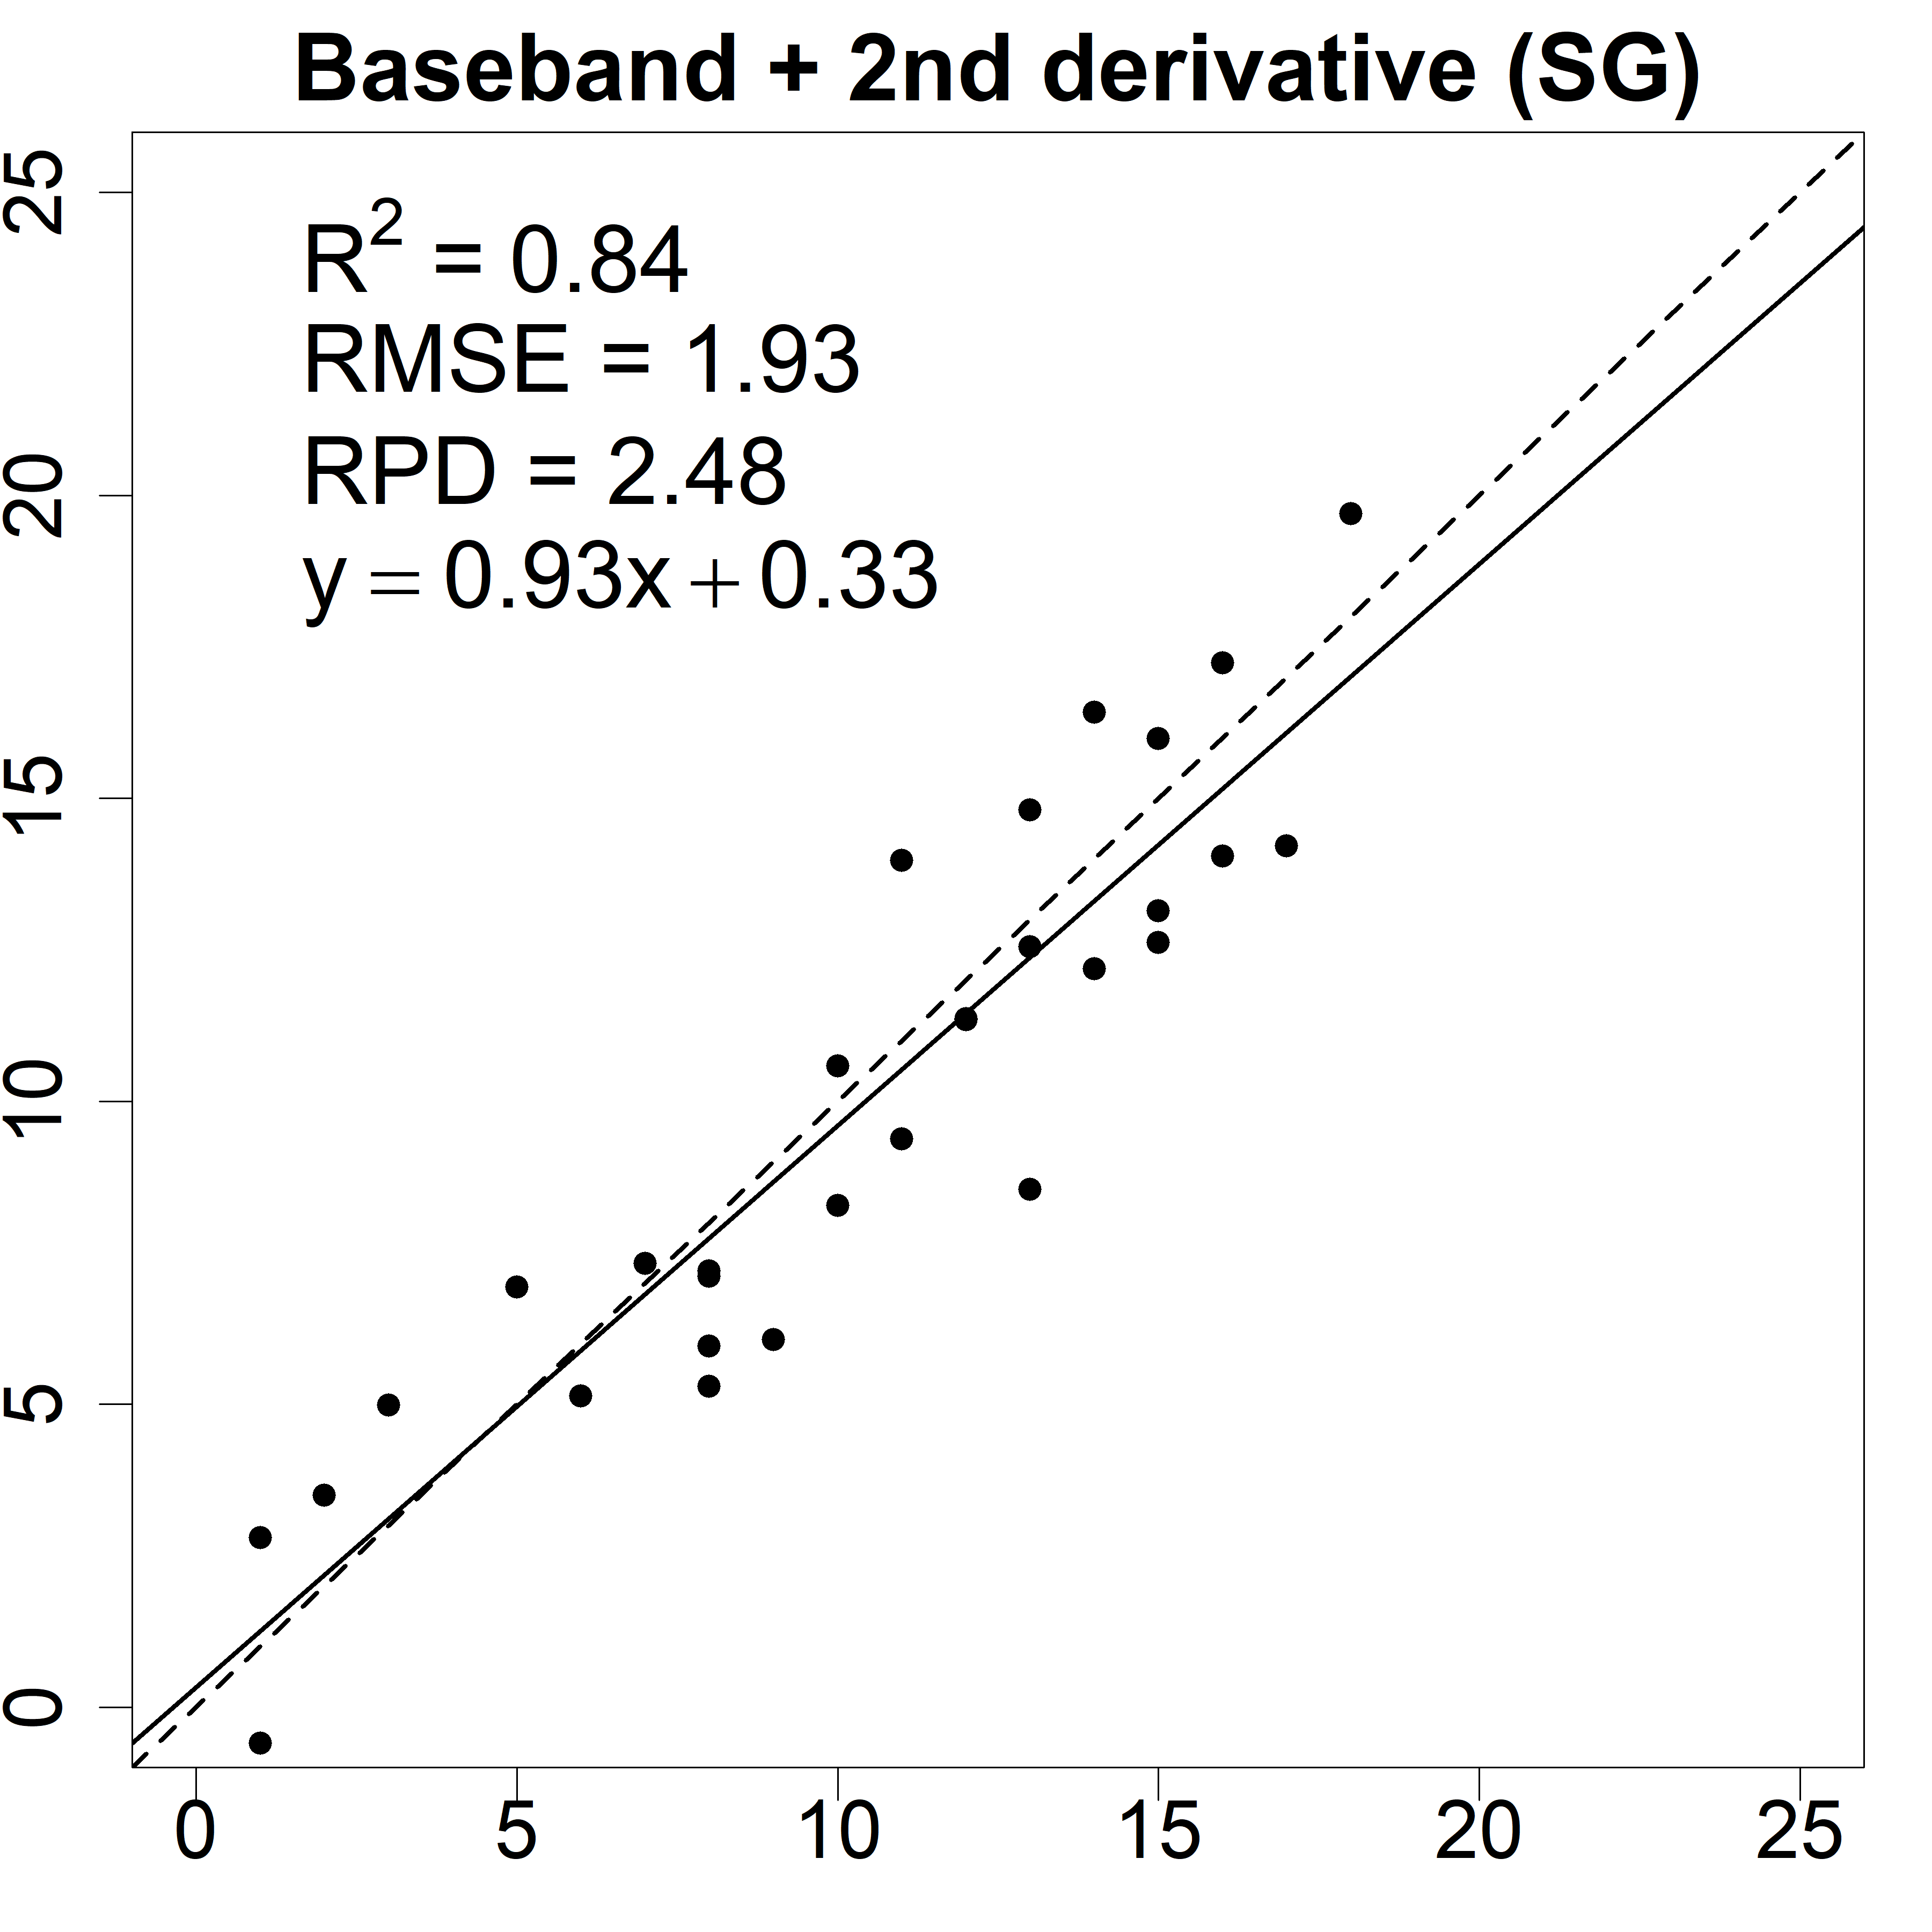 Baseband + 2nd derivative (SG)
R² = 0.84
RMSE = 1.93
RPD = 2.48
y = 0.93x + 0.33
25
20
15
10
5
0
0 5 10 15 20 25